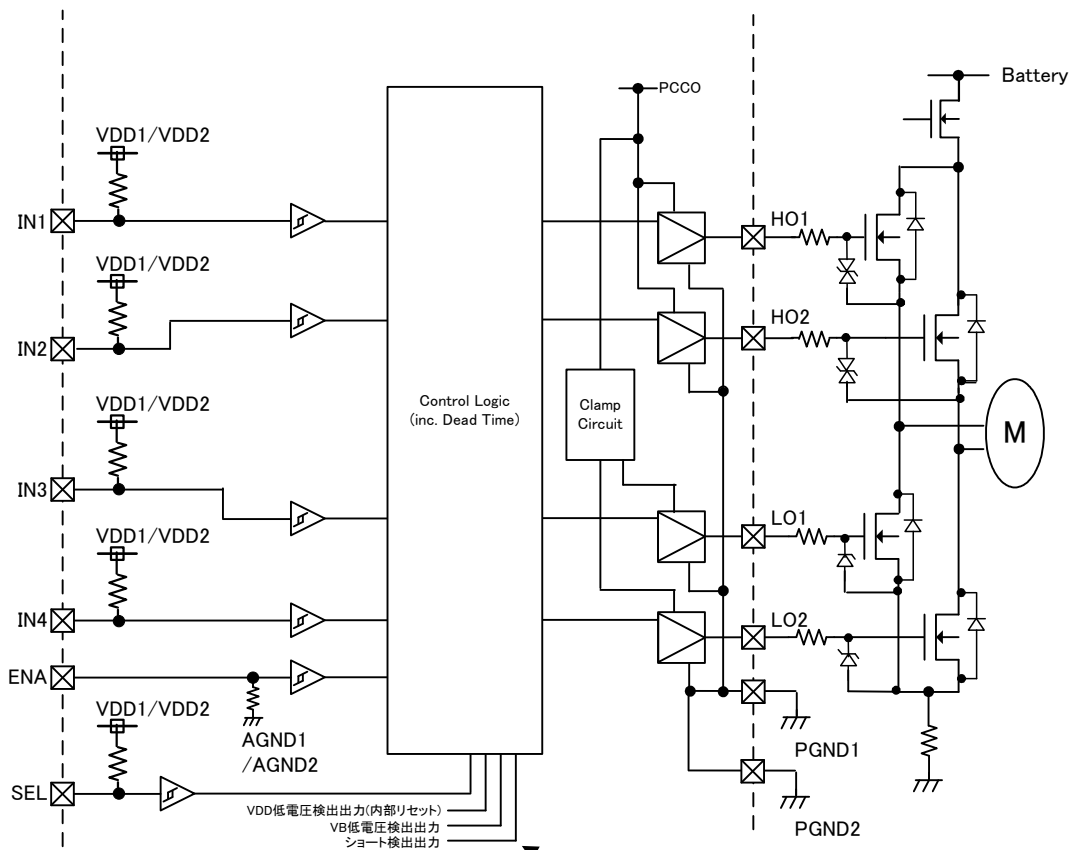 Battery
PCCO
VDD1/VDD2
IN1
HO1
VDD1/VDD2
IN2
HO2
VDD1/VDD2
Control Logic
(inc. Dead Time)
Clamp
Circuit
M
IN3
LO1
VDD1/VDD2
IN4
LO2
ENA
VDD1/VDD2
AGND1
/AGND2
PGND1
SEL
VDD低電圧検出出力(内部リセット)
VB低電圧検出出力
ショート検出出力
PGND2